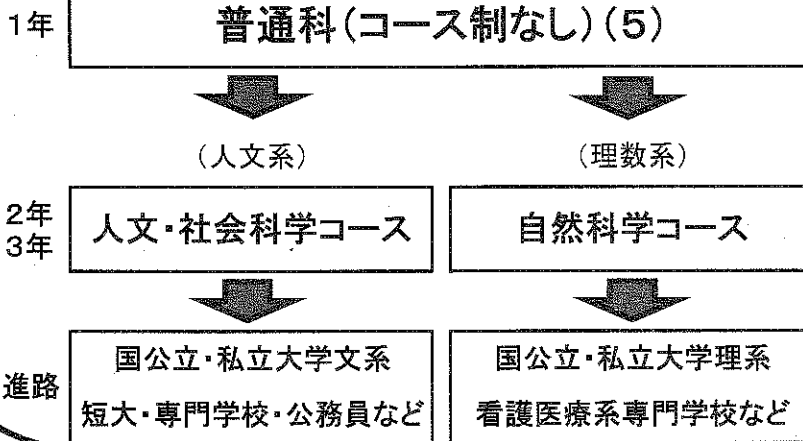 1年
普通科(コース制なし)(5)
(人文系)
(理数系)
2年
3年
人文・社会科学コース
自然科学コース
進路
国公立・私立大学文系
短大・専門学校・公務員など
国公立・私立大学理系
看護医療系専門学校など